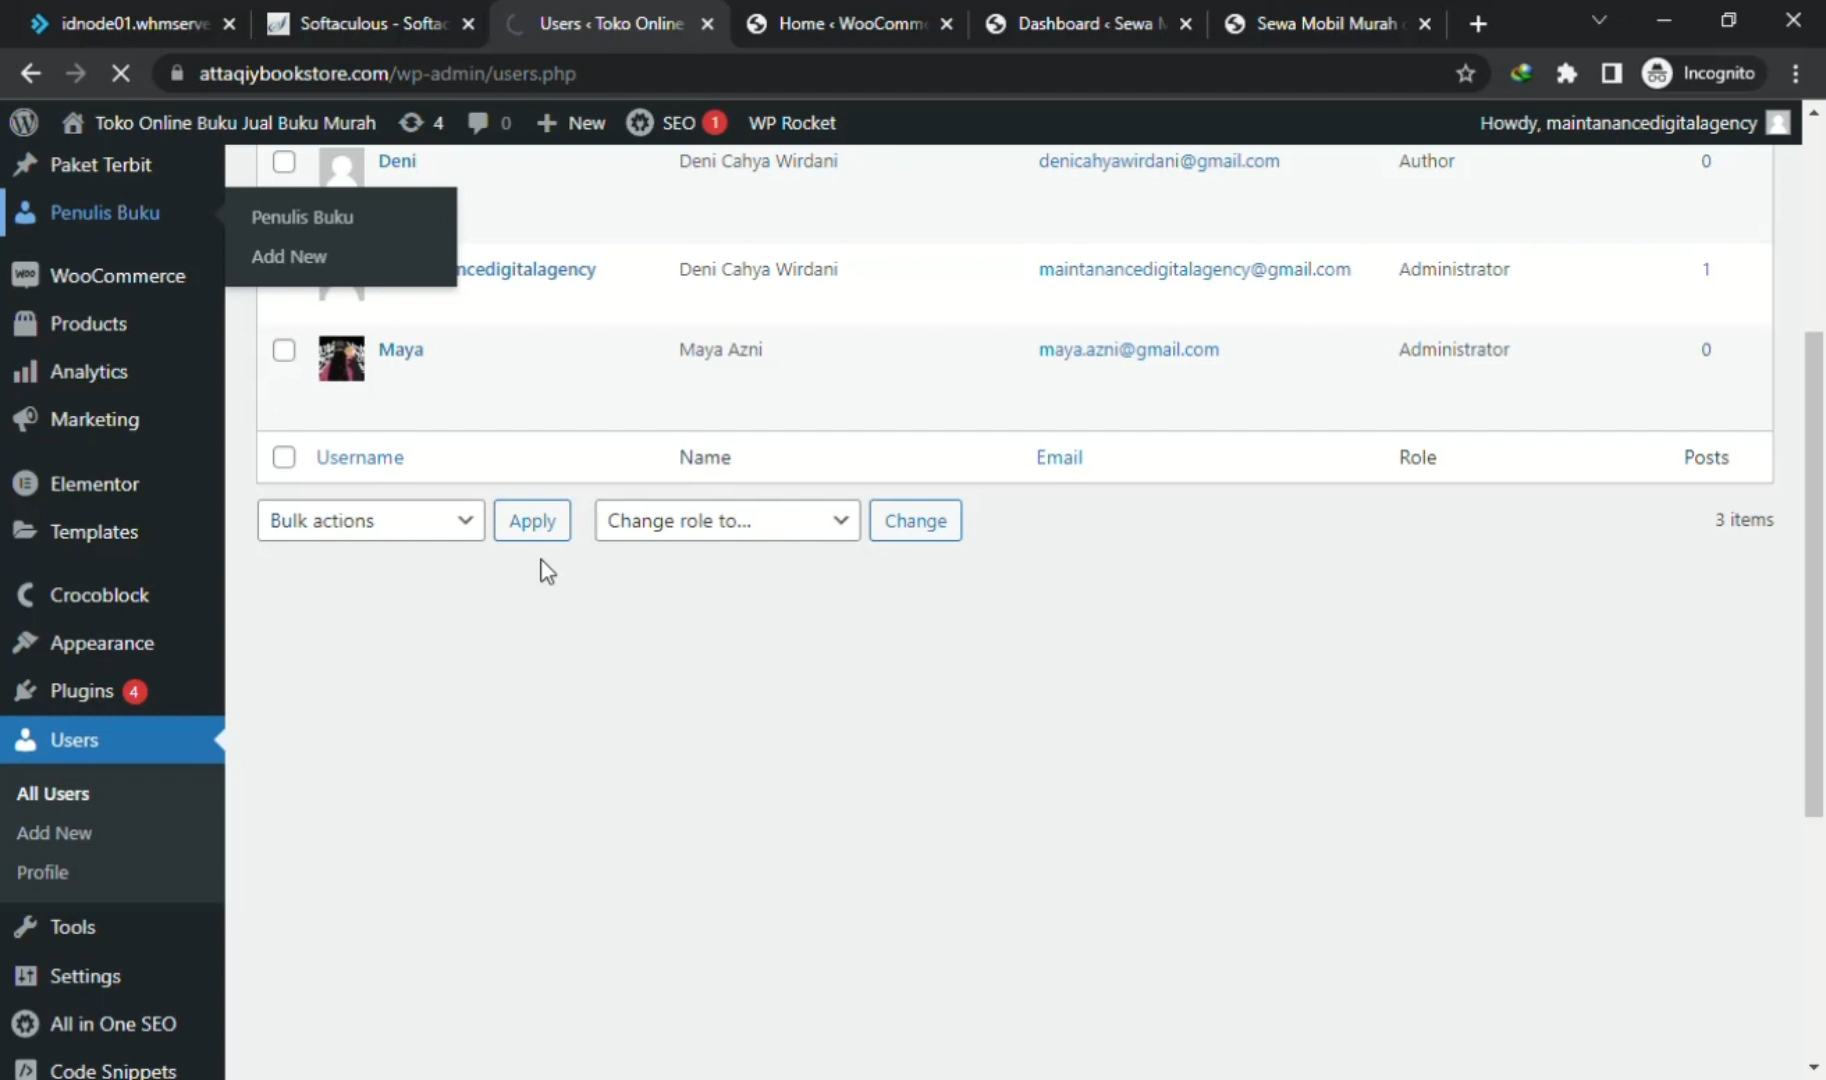 idnode01.whmserve
Softaculous - Softac
Users ‹ Toko Online
Home ‹ WooComm
Dashboard ‹ Sewa M
Sewa Mobil Murah
attaqiybookstore.com/wp-admin/users.php
Incognito
Toko Online Buku Jual Buku Murah
4
0
New
SEO 1
WP Rocket
Howdy, maintanancedigitalagency
Paket Terbit
Penulis Buku
WooCommerce
Products
Analytics
Marketing
Elementor
Templates
Crocoblock
Appearance
Plugins 4
Users
All Users
Add New
Profile
Tools
Settings
All in One SEO
Code Snippets
Penulis Buku
Add New
Deni Deni Cahya Wirdani denicahyawirdani@gmail.com Author 0
ncedigitalagency Deni Cahya Wirdani maintanancedigitalagency@gmail.com Administrator 1
Maya Maya Azni maya.azni@gmail.com Administrator 0
Username Name Email Role Posts
Bulk actions Apply Change role to... Change 3 items